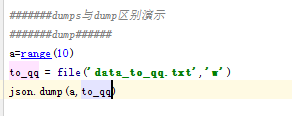 #######dumps与dump区别演示
#######dump######
a=range(10)
to_qq = file('data_to_qq.txt','w')
json.dump(a,to_qq)